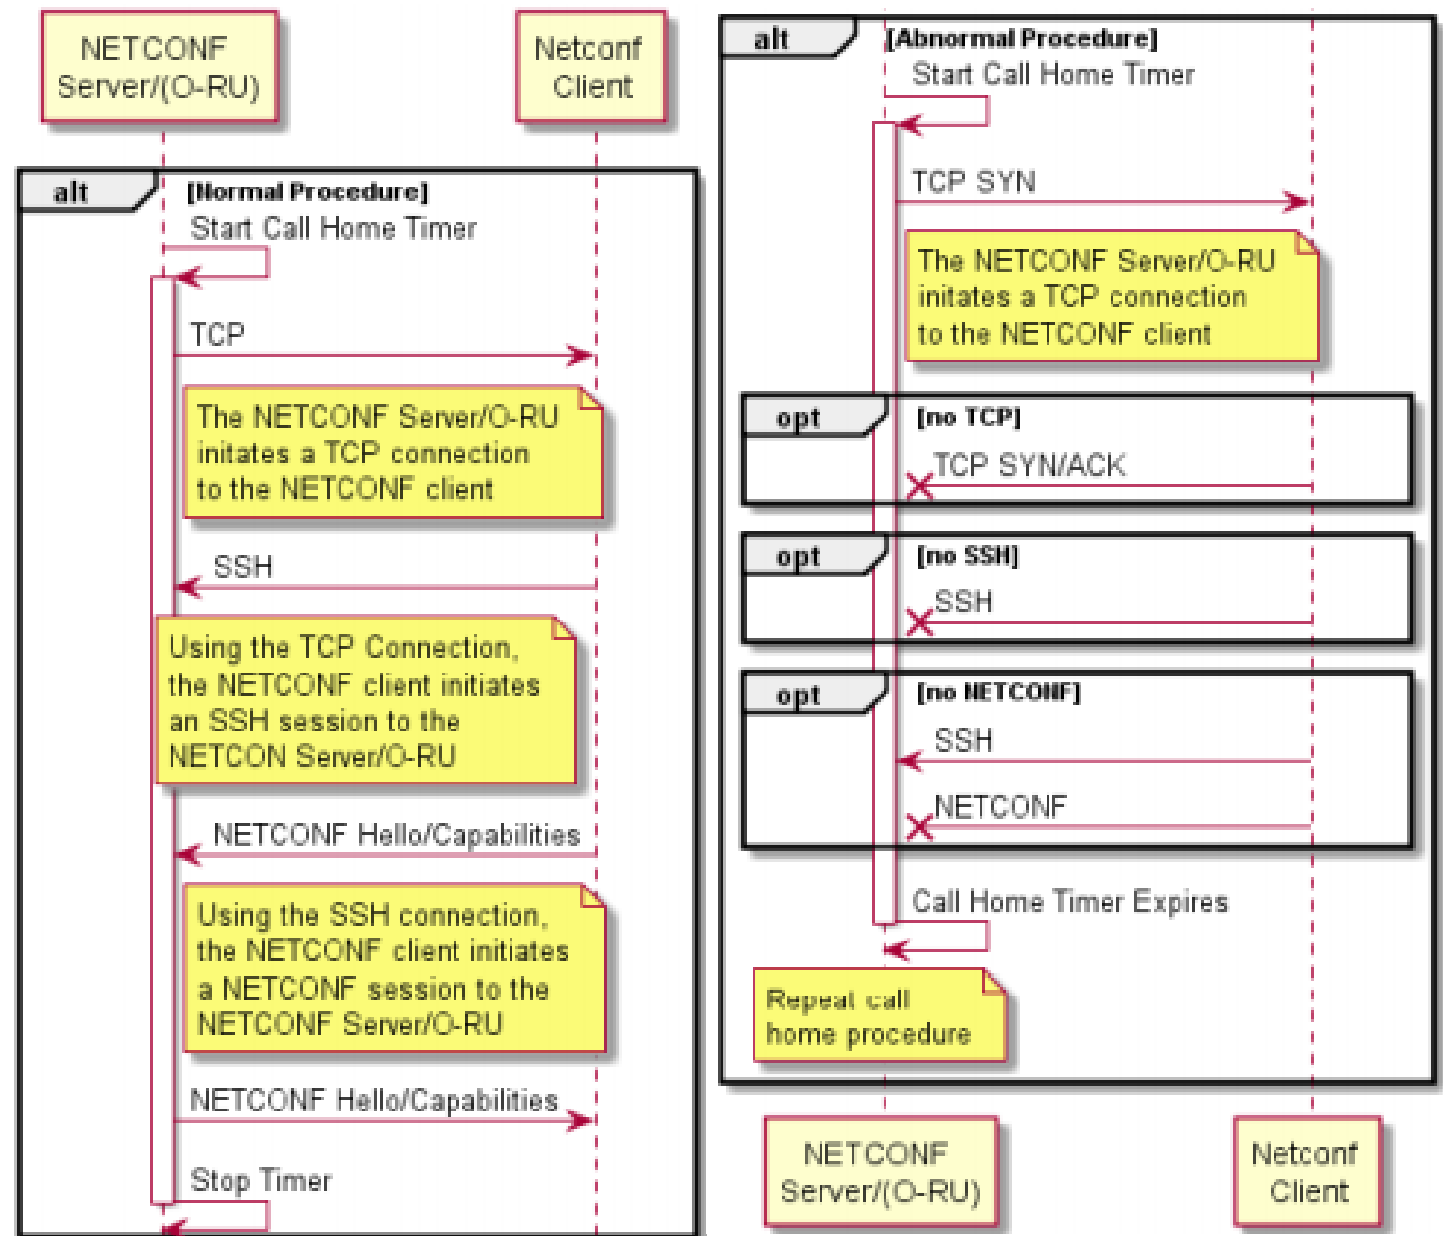 NETCONF
Server/(O-RU)
Netconf
Client
alt
[Normal Procedure]
Start Call Home Timer
TCP
The NETCONF Server/O-RU
initates a TCP connection
to the NETCONF client
SSH
Using the TCP Connection,
the NETCONF client initiates
an SSH session to the
NETCON Server/O-RU
NETCONF Hello/Capabilities
Using the SSH connection,
the NETCONF client initiates
a NETCONF session to the
NETCONF Server/O-RU
NETCONF Hello/Capabilities
Stop Timer
alt
[Abnormal Procedure]
Start Call Home Timer
TCP SYN
The NETCONF Server/O-RU
initates a TCP connection
to the NETCONF client
opt
[no TCP]
TCP SYN/ACK
opt
[no SSH]
SSH
opt
[no NETCONF]
SSH
NETCONF
Call Home Timer Expires
Repeat call
home procedure
NETCONF
Server/(O-RU)
Netconf
Client